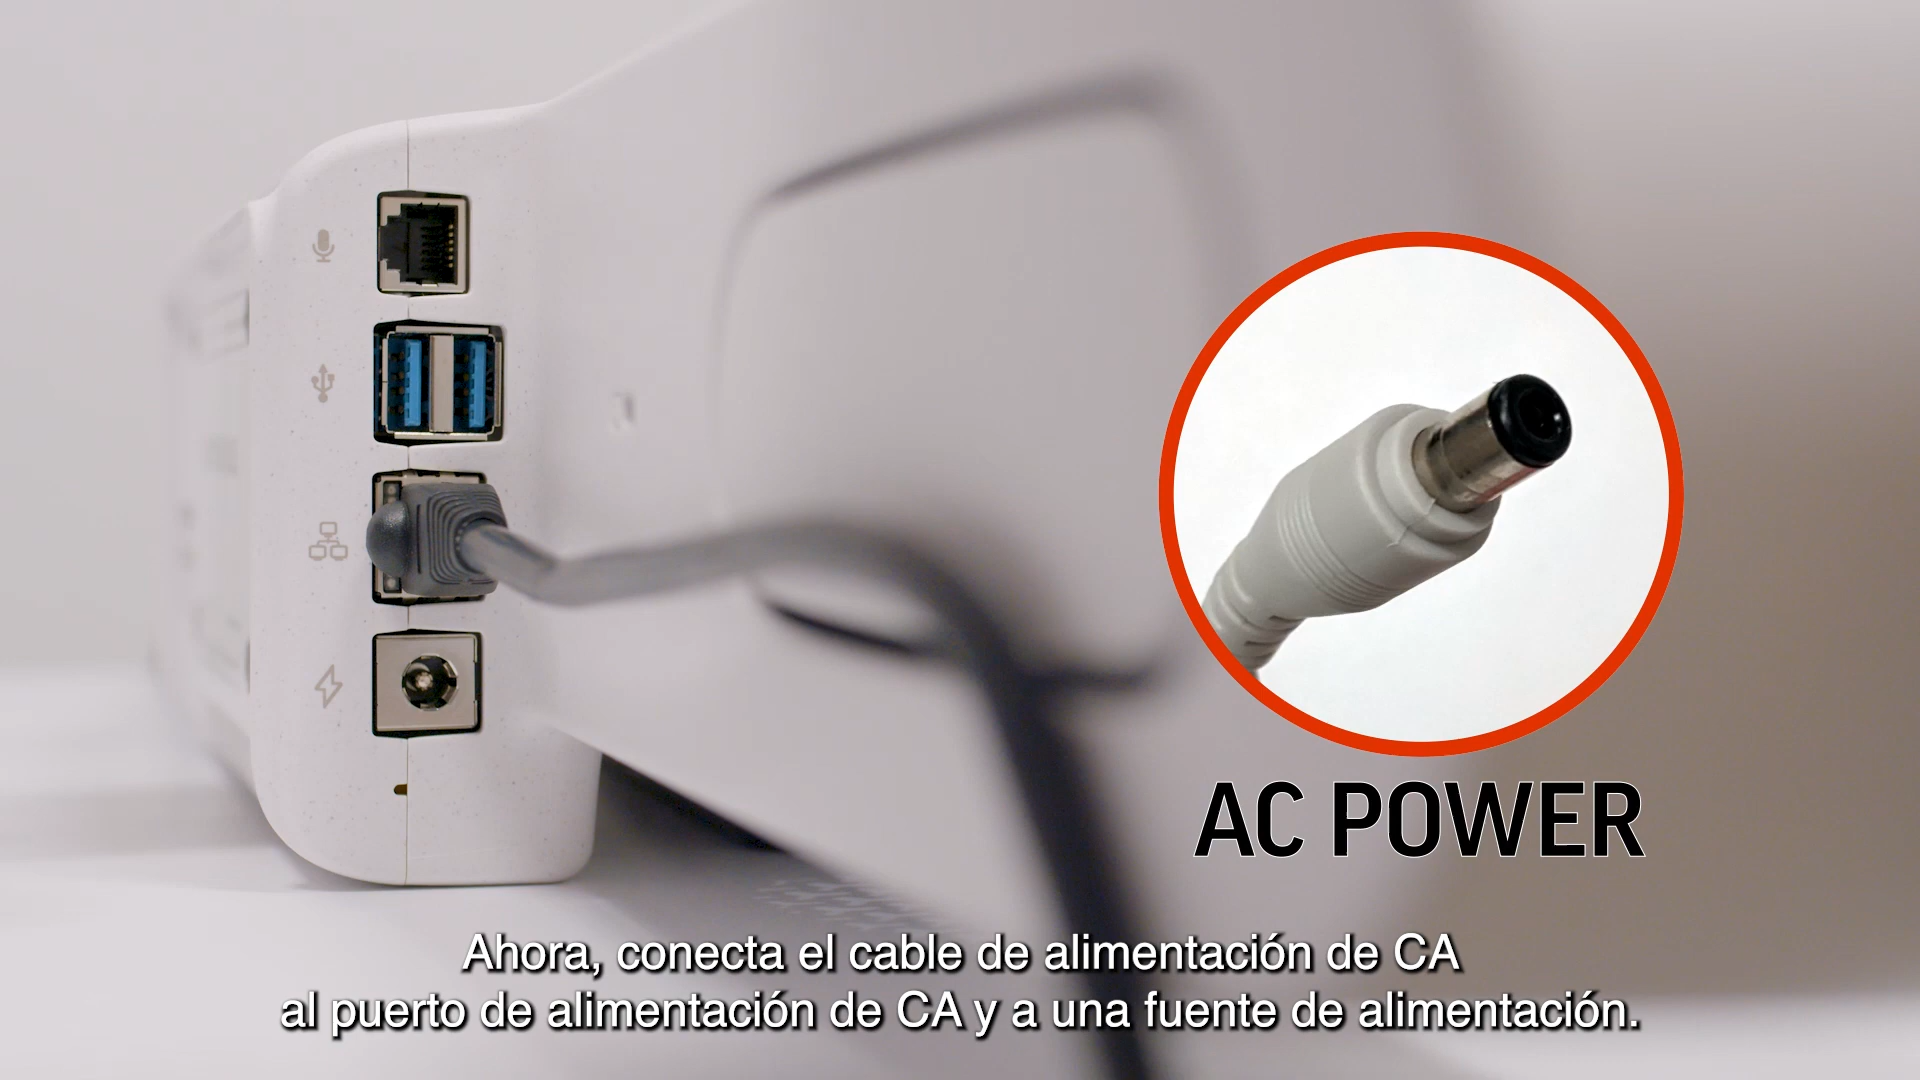 AC POWER
Ahora, conecta el cable de alimentación de CA
al puerto de alimentación de CA y a una fuente de alimentación.